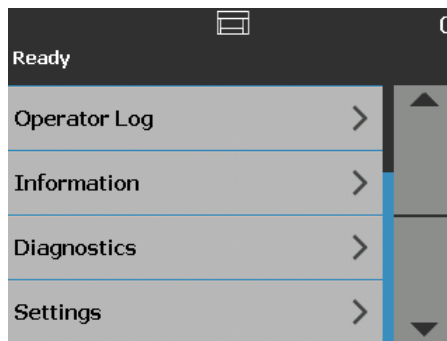 Ready
Operator Log
Information
Diagnostics
Settings